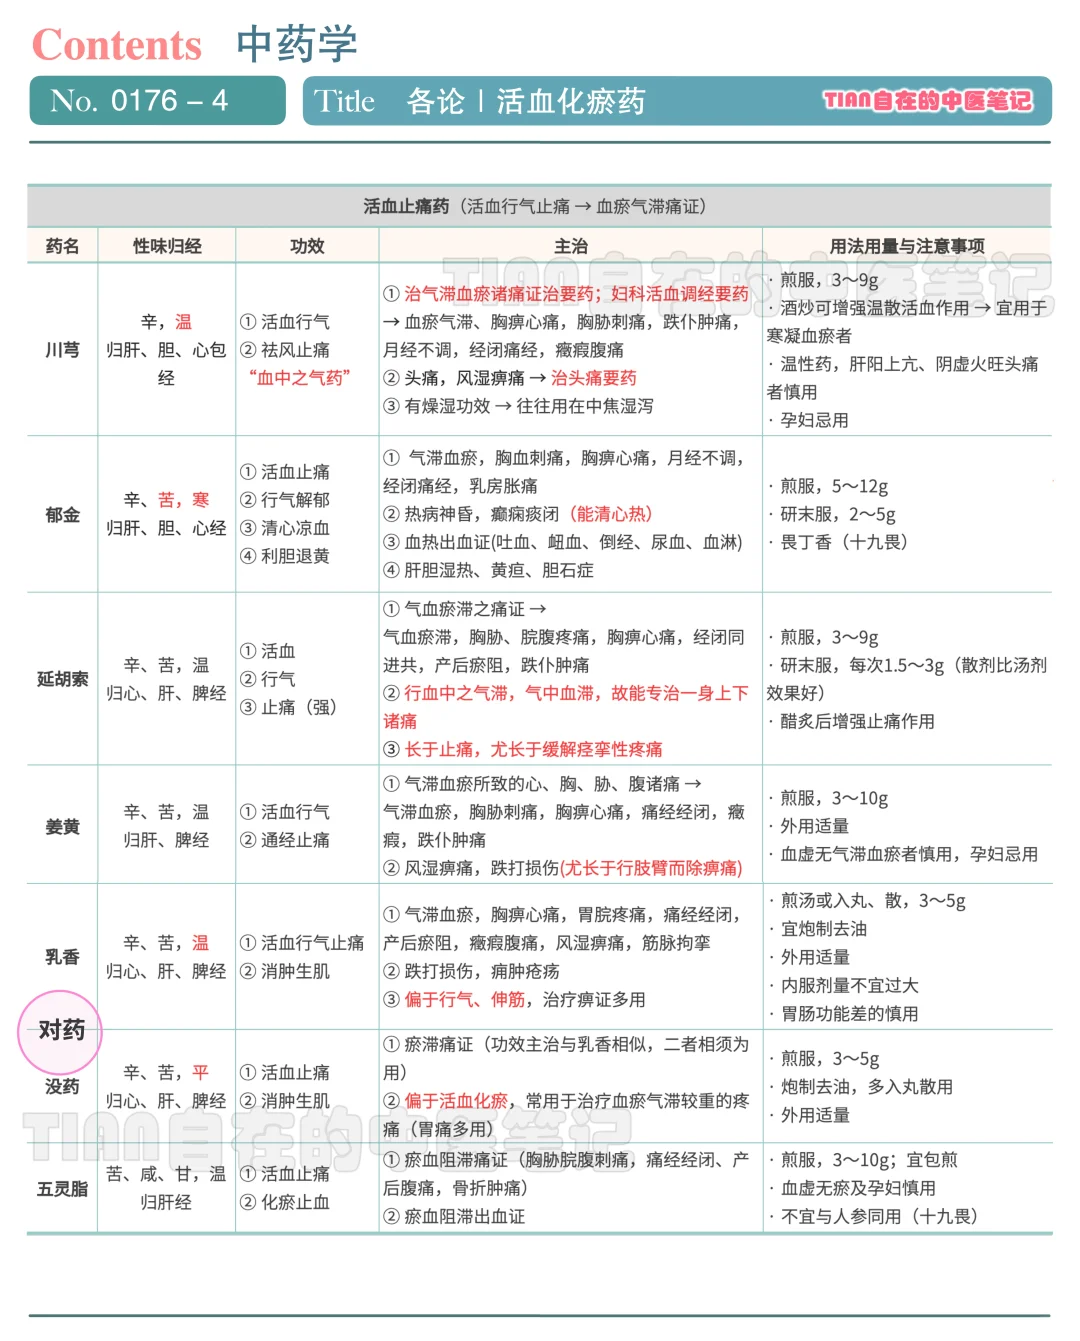 Contents 中药学
No. 0176 – 4
Title 各论 | 活血化瘀药
TIAN自在的中医笔记
活血止痛药（活血行气止痛 → 血瘀气滞痛证）
药名 性味归经 功效 主治 用法用量与注意事项
川芎
辛，温
归肝、胆、心包
经
① 活血行气
② 祛风止痛
“血中之气药”
① 治气滞血瘀诸痛证治要药；妇科活血调经要药
→ 血瘀气滞、胸痹心痛，胸胁刺痛，跌仆肿痛，
月经不调，经闭痛经，癥瘕腹痛
② 头痛，风湿痹痛 → 治头痛要药
③ 有燥湿功效 → 往往用在中焦湿泻
· 煎服，3～9g
· 酒炒可增强温散活血作用 → 宜用于
寒凝血瘀者
· 温性药，肝阳上亢、阴虚火旺头痛
者慎用
· 孕妇忌用
郁金
辛、苦，寒
归肝、胆、心经
① 活血止痛
② 行气解郁
③ 清心凉血
④ 利胆退黄
① 气滞血瘀，胸血刺痛，胸痹心痛，月经不调，
经闭痛经，乳房胀痛
② 热病神昏，癫痫痰闭（能清心热）
③ 血热出血证(吐血、衄血、倒经、尿血、血淋)
④ 肝胆湿热、黄疸、胆石症
· 煎服，5～12g
· 研末服，2～5g
· 畏丁香（十九畏）
延胡索
辛、苦，温
归心、肝、脾经
① 活血
② 行气
③ 止痛（强）
① 气血瘀滞之痛证 →
气血瘀滞，胸胁、脘腹疼痛，胸痹心痛，经闭同
进共，产后瘀阻，跌仆肿痛
② 行血中之气滞，气中血滞，故能专治一身上下
诸痛
③ 长于止痛，尤长于缓解痉挛性疼痛
· 煎服，3～9g
· 研末服，每次1.5～3g（散剂比汤剂
效果好）
· 醋炙后增强止痛作用
姜黄
辛、苦，温
归肝、脾经
① 活血行气
② 通经止痛
① 气滞血瘀所致的心、胸、胁、腹诸痛 →
气滞血瘀，胸胁刺痛，胸痹心痛，痛经经闭，癥
瘕，跌仆肿痛
② 风湿痹痛，跌打损伤(尤长于行肢臂而除痹痛)
· 煎服，3～10g
· 外用适量
· 血虚无气滞血瘀者慎用，孕妇忌用
乳香
辛、苦，温
归心、肝、脾经
① 活血行气止痛
② 消肿生肌
① 气滞血瘀，胸痹心痛，胃脘疼痛，痛经经闭，
产后瘀阻，癥瘕腹痛，风湿痹痛，筋脉拘挛
② 跌打损伤，痈肿疮疡
③ 偏于行气、伸筋，治疗痹证多用
· 煎汤或入丸、散，3～5g
· 宜炮制去油
· 外用适量
· 内服剂量不宜过大
· 胃肠功能差的慎用
对药
没药
辛、苦，平
归心、肝、脾经
① 活血止痛
② 消肿生肌
① 瘀滞痛证（功效主治与乳香相似，二者相须为
用）
② 偏于活血化瘀，常用于治疗血瘀气滞较重的疼
痛（胃痛多用）
· 煎服，3～5g
· 炮制去油，多入丸散用
· 外用适量
五灵脂
苦、咸、甘，温
归肝经
① 活血止痛
② 化瘀止血
① 瘀血阻滞痛证（胸胁脘腹刺痛，痛经经闭、产
后腹痛，骨折肿痛）
② 瘀血阻滞出血证
· 煎服，3～10g；宜包煎
· 血虚无瘀及孕妇慎用
· 不宜与人参同用（十九畏）
TIAN自在的中医笔记
TIAN自在的中医笔记